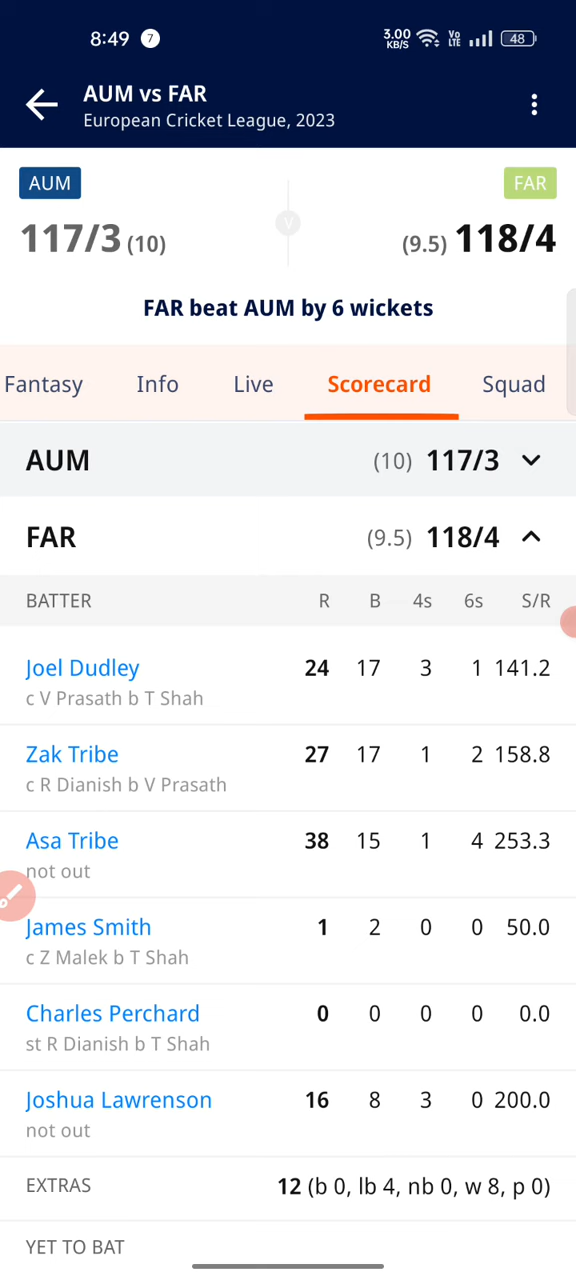 8:49 7 3.00 KB/S Vo LTE 48
AUM vs FAR
European Cricket League, 2023
AUM V FAR
117/3 (10) (9.5) 118/4
FAR beat AUM by 6 wickets
Fantasy Info Live Scorecard Squad
AUM (10) 117/3
FAR (9.5) 118/4
BATTER R B 4s 6s S/R
Joel Dudley 24 17 3 1 141.2
c V Prasath b T Shah
Zak Tribe 27 17 1 2 158.8
c R Dianish b V Prasath
Asa Tribe 38 15 1 4 253.3
not out
James Smith 1 2 0 0 50.0
c Z Malek b T Shah
Charles Perchard 0 0 0 0 0.0
st R Dianish b T Shah
Joshua Lawrenson 16 8 3 0 200.0
not out
EXTRAS 12 (b 0, lb 4, nb 0, w 8, p 0)
YET TO BAT